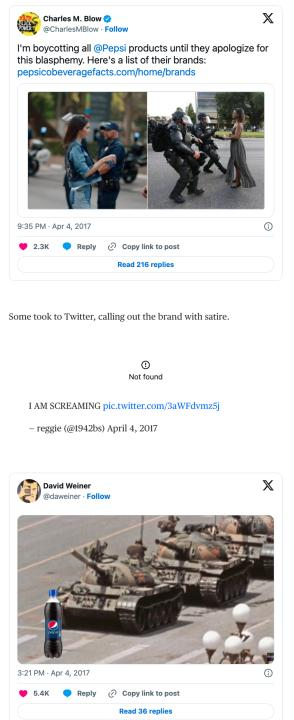 Charles M. Blow
@CharlesMBlow · Follow
I'm boycotting all @Pepsi products until they apologize for
this blasphemy. Here's a list of their brands:
pepsicobeveragefacts.com/home/brands
9:35 PM · Apr 4, 2017
2.3K Reply Copy link to post
Read 216 replies
Some took to Twitter, calling out the brand with satire.
Not found
I AM SCREAMING pic.twitter.com/3aWFdvmz5j
— reggie (@1942bs) April 4, 2017
David Weiner
@daweiner · Follow
pepsi
3:21 PM · Apr 4, 2017
5.4K Reply Copy link to post
Read 36 replies